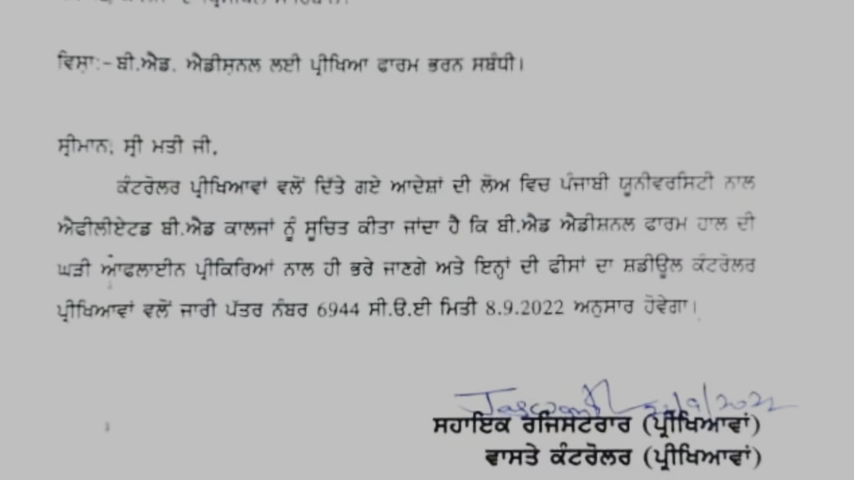 ਵਿਸ਼ਾ:- ਬੀ.ਐਡ. ਐਡੀਸ਼ਨਲ ਲਈ ਪ੍ਰੀਖਿਆ ਫਾਰਮ ਭਰਨ ਸਬੰਧੀ।
ਸ੍ਰੀਮਾਨ, ਸ੍ਰੀ ਮਤੀ ਜੀ,
ਕੰਟਰੋਲਰ ਪ੍ਰੀਖਿਆਵਾਂ ਵਲੋਂ ਦਿੱਤੇ ਗਏ ਆਦੇਸ਼ਾਂ ਦੀ ਲੋਅ ਵਿਚ ਪੰਜਾਬੀ ਯੂਨੀਵਰਸਿਟੀ ਨਾਲ
ਐਫੀਲੀਏਟਡ ਬੀ.ਐਡ ਕਾਲਜਾਂ ਨੂੰ ਸੂਚਿਤ ਕੀਤਾ ਜਾਂਦਾ ਹੈ ਕਿ ਬੀ.ਐਡ ਐਡੀਸ਼ਨਲ ਫਾਰਮ ਹਾਲ ਦੀ
ਘੜੀ ਆਫਲਾਈਨ ਪ੍ਰੀਕਿਰਿਆਂ ਨਾਲ ਹੀ ਭਰੇ ਜਾਣਗੇ ਅਤੇ ਇਨ੍ਹਾਂ ਦੀ ਫੀਸਾਂ ਦਾ ਸ਼ਡੀਊਲ ਕੰਟਰੋਲਰ
ਪ੍ਰੀਖਿਆਵਾਂ ਵਲੋਂ ਜਾਰੀ ਪੱਤਰ ਨੰਬਰ 6944 ਸੀ.ਓ.ਈ ਮਿਤੀ 8.9.2022 ਅਨੁਸਾਰ ਹੋਵੇਗਾ।
ਸਹਾਇਕ ਰਜਿਸਟਰਾਰ (ਪ੍ਰੀਖਿਆਵਾਂ)
ਵਾਸਤੇ ਕੰਟਰੋਲਰ (ਪ੍ਰੀਖਿਆਵਾਂ)